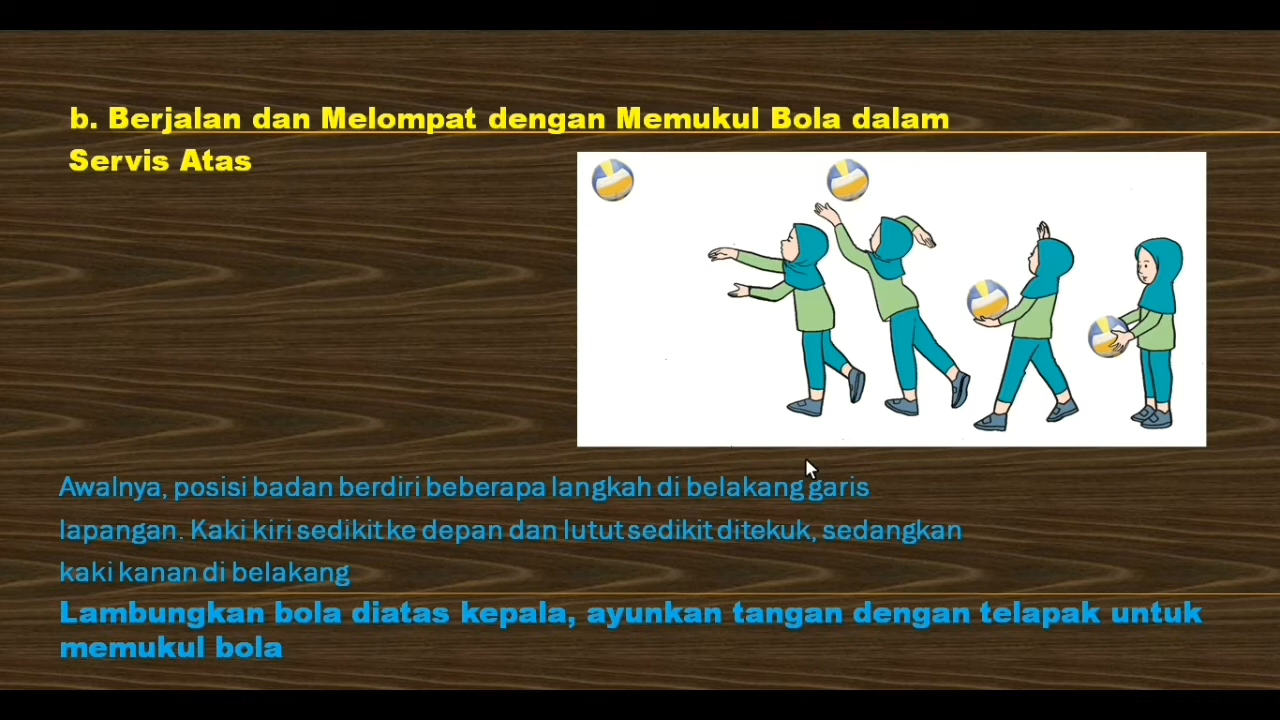 b. Berjalan dan Melompat dengan Memukul Bola dalam
Servis Atas
Awalnya, posisi badan berdiri beberapa langkah di belakang garis
lapangan. Kaki kiri sedikit ke depan dan lutut sedikit ditekuk, sedangkan
kaki kanan di belakang
Lambungkan bola diatas kepala, ayunkan tangan dengan telapak untuk
memukul bola